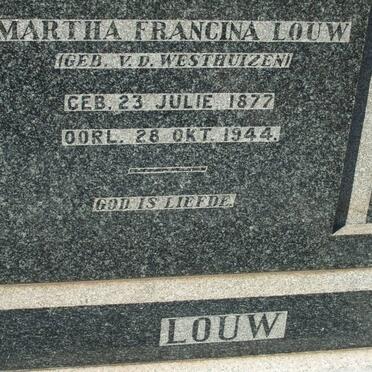 MARTHA FRANCINA LOUW
(GEB. V.D. WESTHUIZEN)
GEB. 23 JULIE 1877
OORL. 28 OKT. 1944.
GOD IS LIEFDE.
LOUW